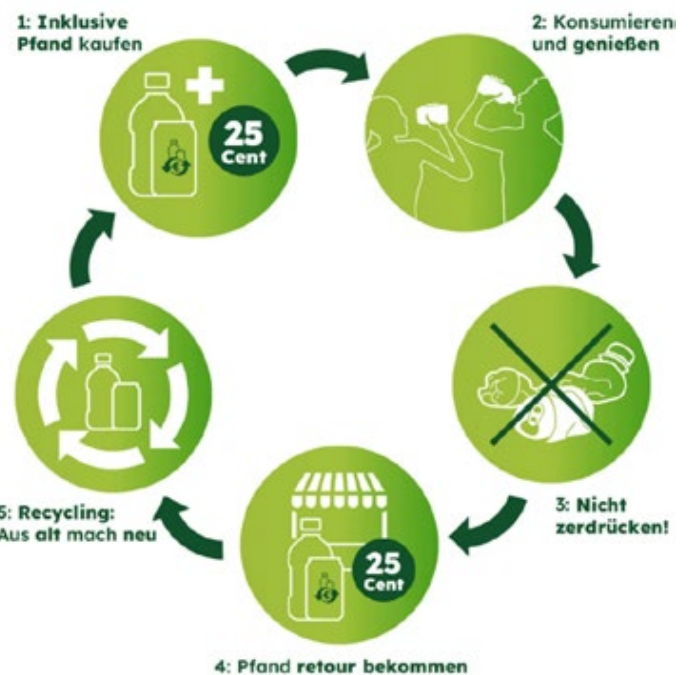 1: Inklusive
Pfand kaufen
25
Cent
2: Konsumieren
und genießen
3: Nicht
zerdrücken!
25
Cent
4: Pfand retour bekommen
5: Recycling:
Aus alt mach neu